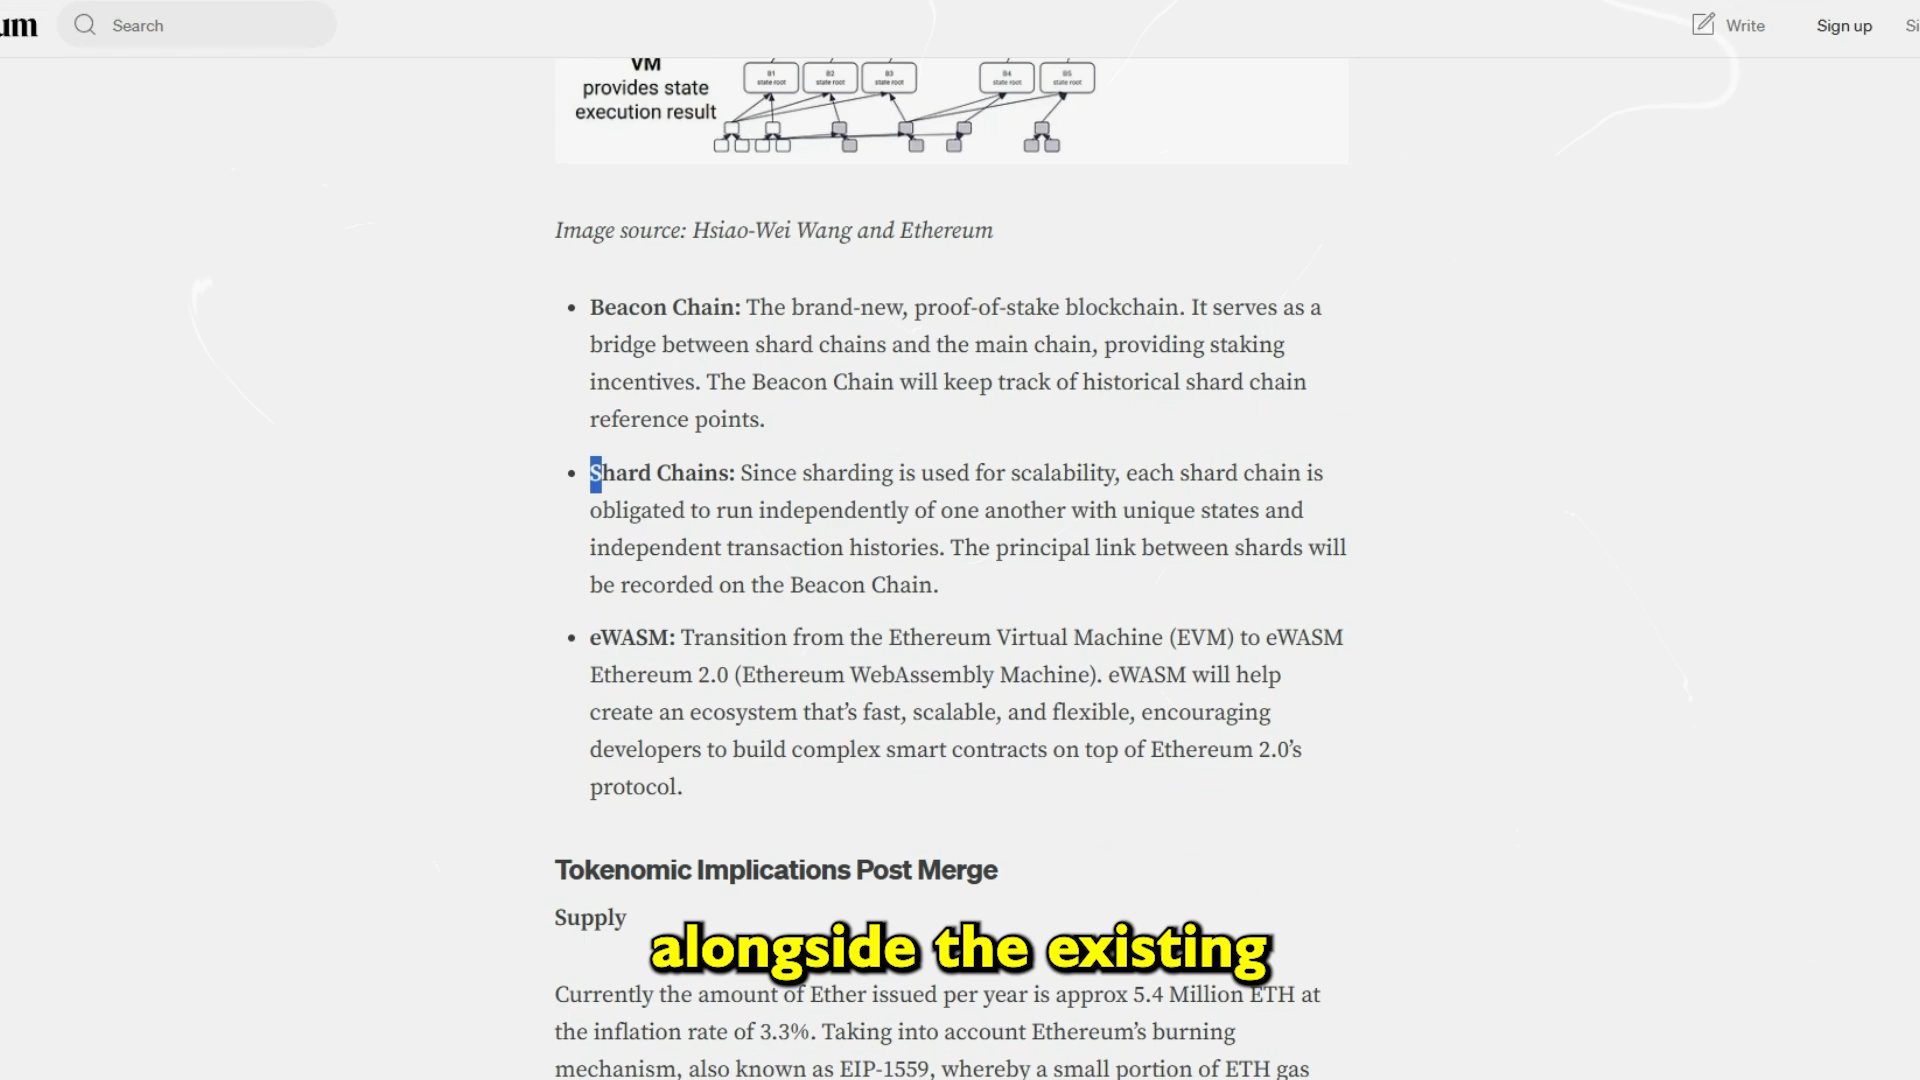 um
Search
Write
Sign up
Si
VM
provides state
execution result
B1
state root
B2
state root
B3
state root
B4
state root
B5
state root
Image source: Hsiao-Wei Wang and Ethereum
• Beacon Chain: The brand-new, proof-of-stake blockchain. It serves as a
bridge between shard chains and the main chain, providing staking
incentives. The Beacon Chain will keep track of historical shard chain
reference points.
• Shard Chains: Since sharding is used for scalability, each shard chain is
obligated to run independently of one another with unique states and
independent transaction histories. The principal link between shards will
be recorded on the Beacon Chain.
• eWASM: Transition from the Ethereum Virtual Machine (EVM) to eWASM
Ethereum 2.0 (Ethereum WebAssembly Machine). eWASM will help
create an ecosystem that’s fast, scalable, and flexible, encouraging
developers to build complex smart contracts on top of Ethereum 2.0’s
protocol.
Tokenomic Implications Post Merge
Supply
alongside the existing
Currently the amount of Ether issued per year is approx 5.4 Million ETH at
the inflation rate of 3.3%. Taking into account Ethereum’s burning
mechanism, also known as EIP-1559, whereby a small portion of ETH gas